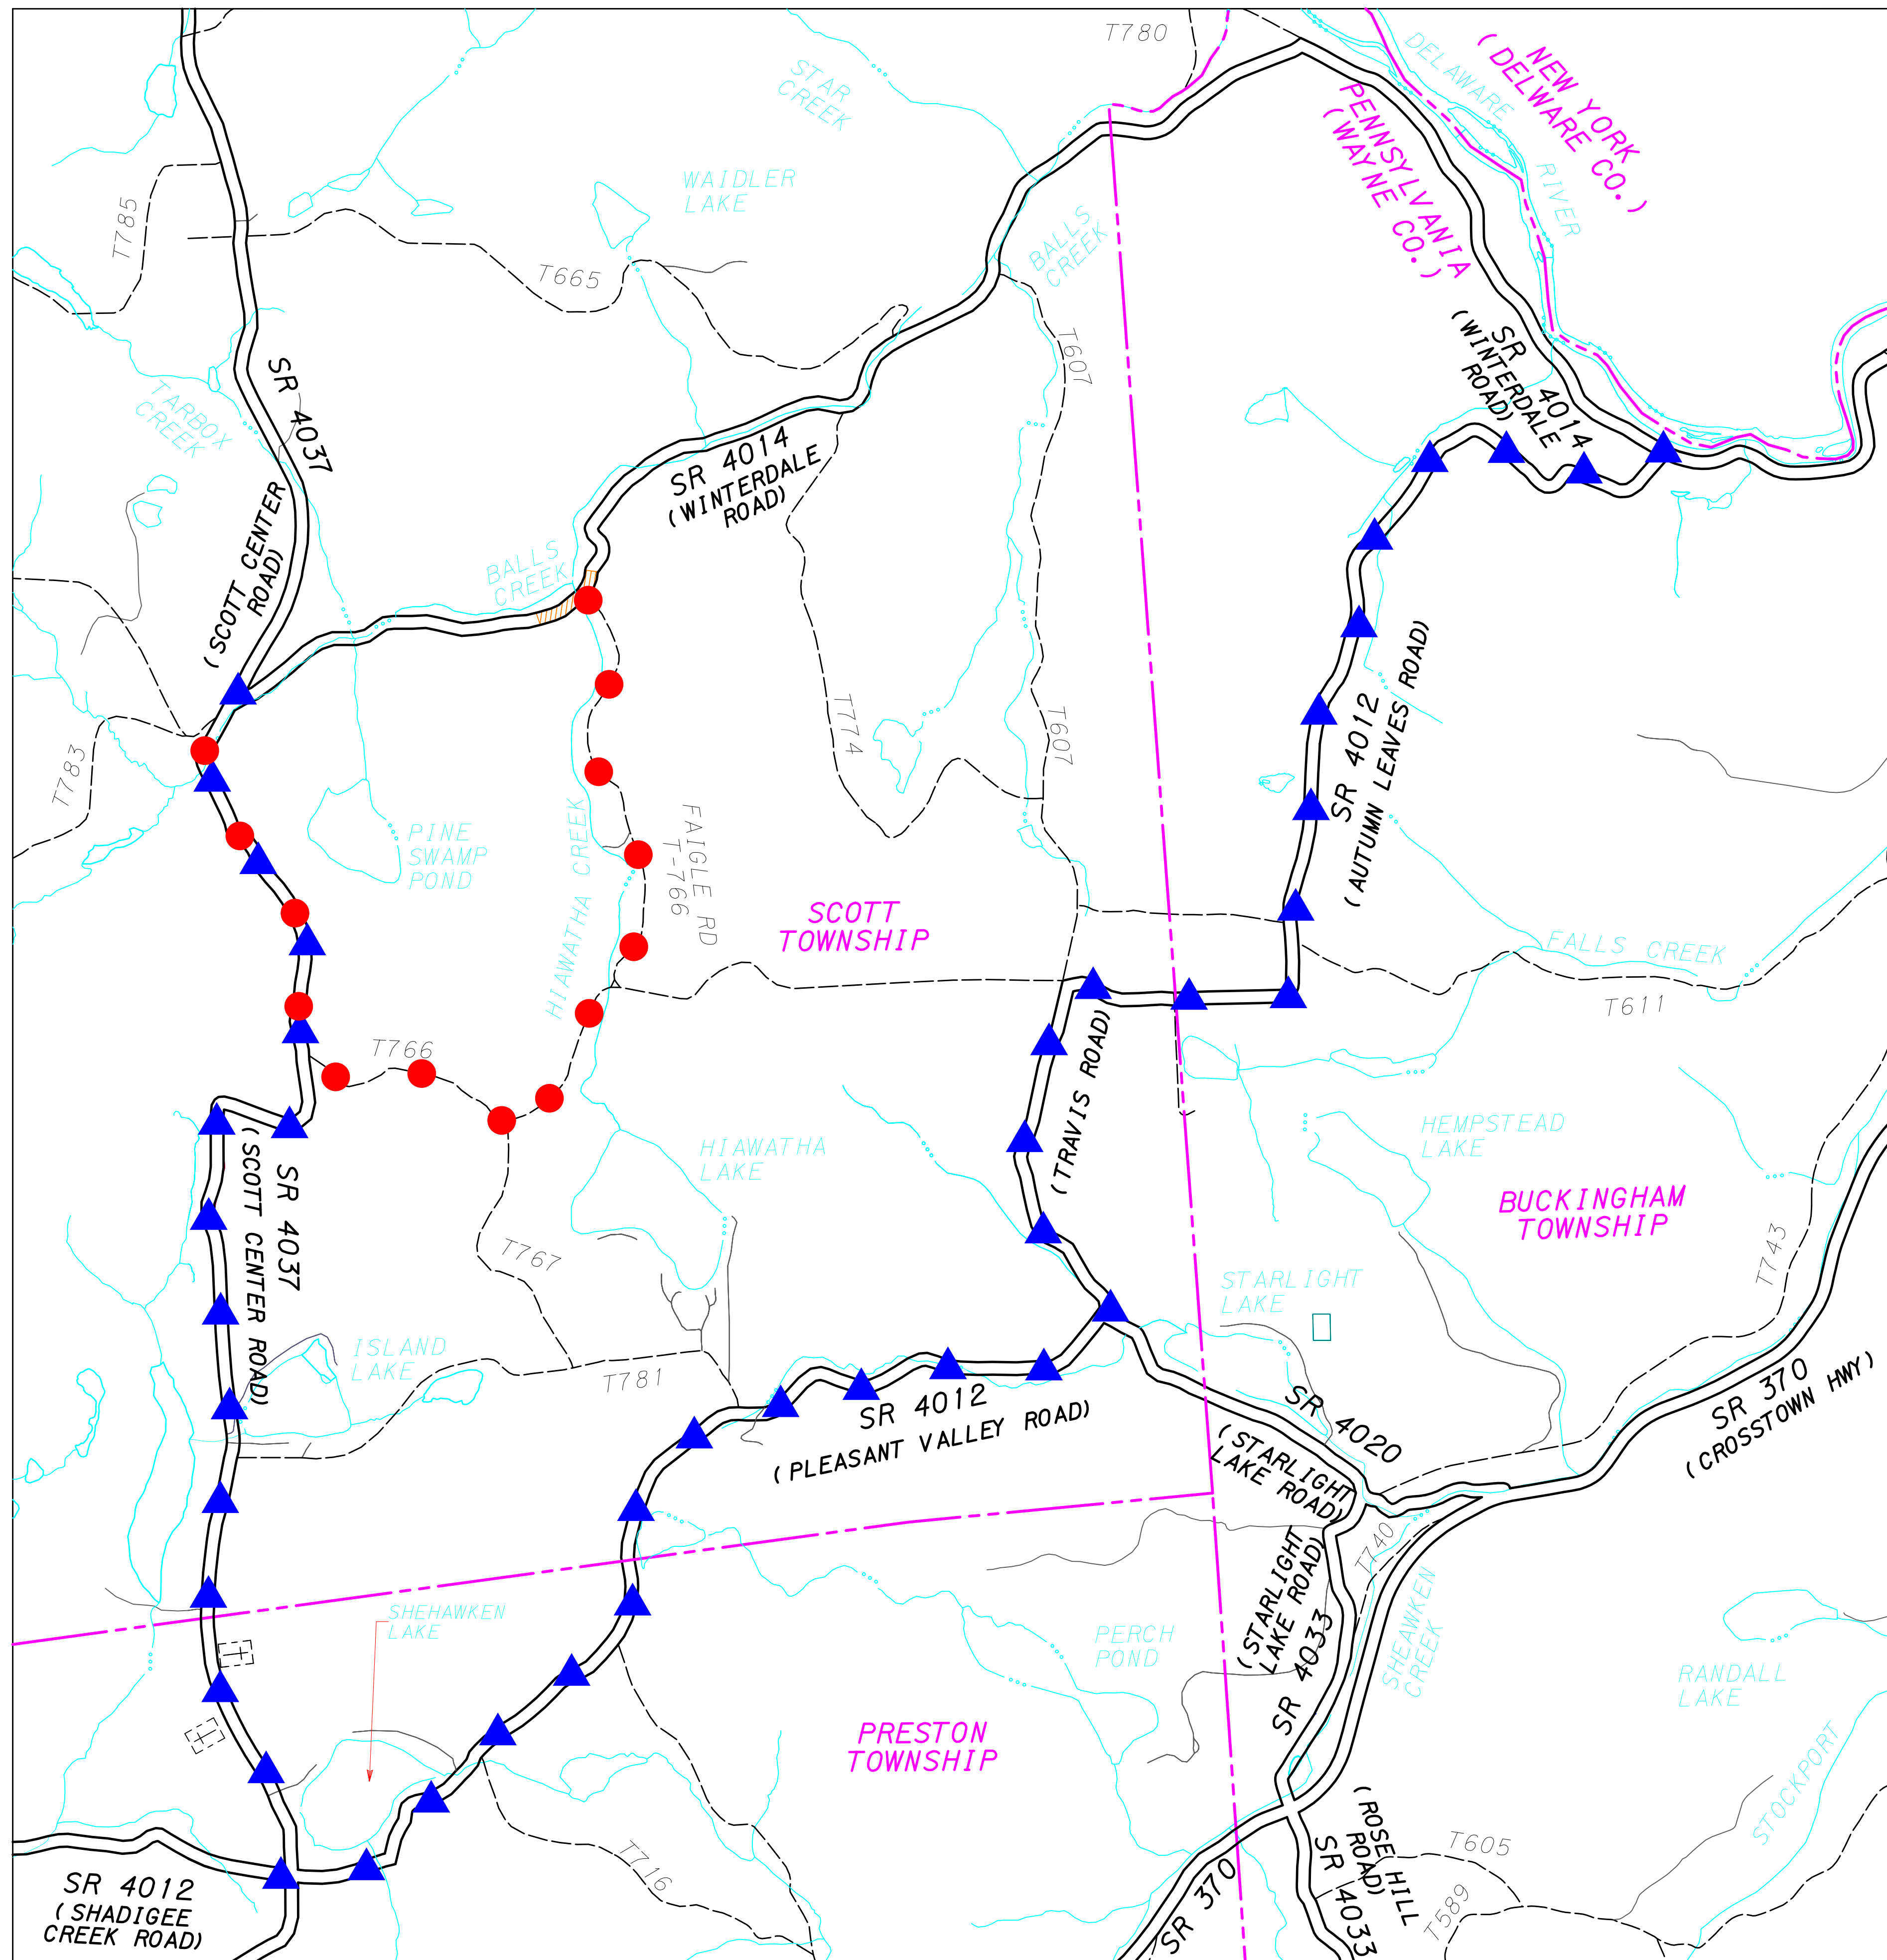 T780
DELAWARE
RIVER
NEW YORK
(DELWARE CO.)
PENNSYLVANIA
(WAYNE CO.)
STAR
CREEK
WAIDLER
LAKE
T785
T665
BALLS
CREEK
T607
SR 4037
TARBOX
CREEK
SR 4014
(WINTERDALE
ROAD)
SR 4014
(WINTERDALE
ROAD)
(SCOTT CENTER
ROAD)
BALLS
CREEK
T783
T774
T607
SR 4012
(AUTUMN LEAVES ROAD)
PINE
SWAMP
POND
HIAWATHA CREEK
FAIGLE RD
T-766
SCOTT
TOWNSHIP
FALLS CREEK
T611
T766
(TRAVIS ROAD)
HIAWATHA
LAKE
HEMPSTEAD
LAKE
BUCKINGHAM
TOWNSHIP
SR 4037
(SCOTT CENTER ROAD)
T767
T743
STARLIGHT
LAKE
ISLAND
LAKE
T781
SR 4012
(PLEASANT VALLEY ROAD)
SR 4020
(STARLIGHT
LAKE ROAD)
SR 370
(CROSSTOWN HWY)
T740
(STARLIGHT
LAKE ROAD)
SR 4033
SHEAWKEN
CREEK
SHEHAWKEN
LAKE
PERCH
POND
RANDALL
LAKE
PRESTON
TOWNSHIP
STOCKPORT
(ROSE HILL
ROAD)
SR 4033
T605
T589
T716
SR 370
SR 4012
(SHADIGEE
CREEK ROAD)